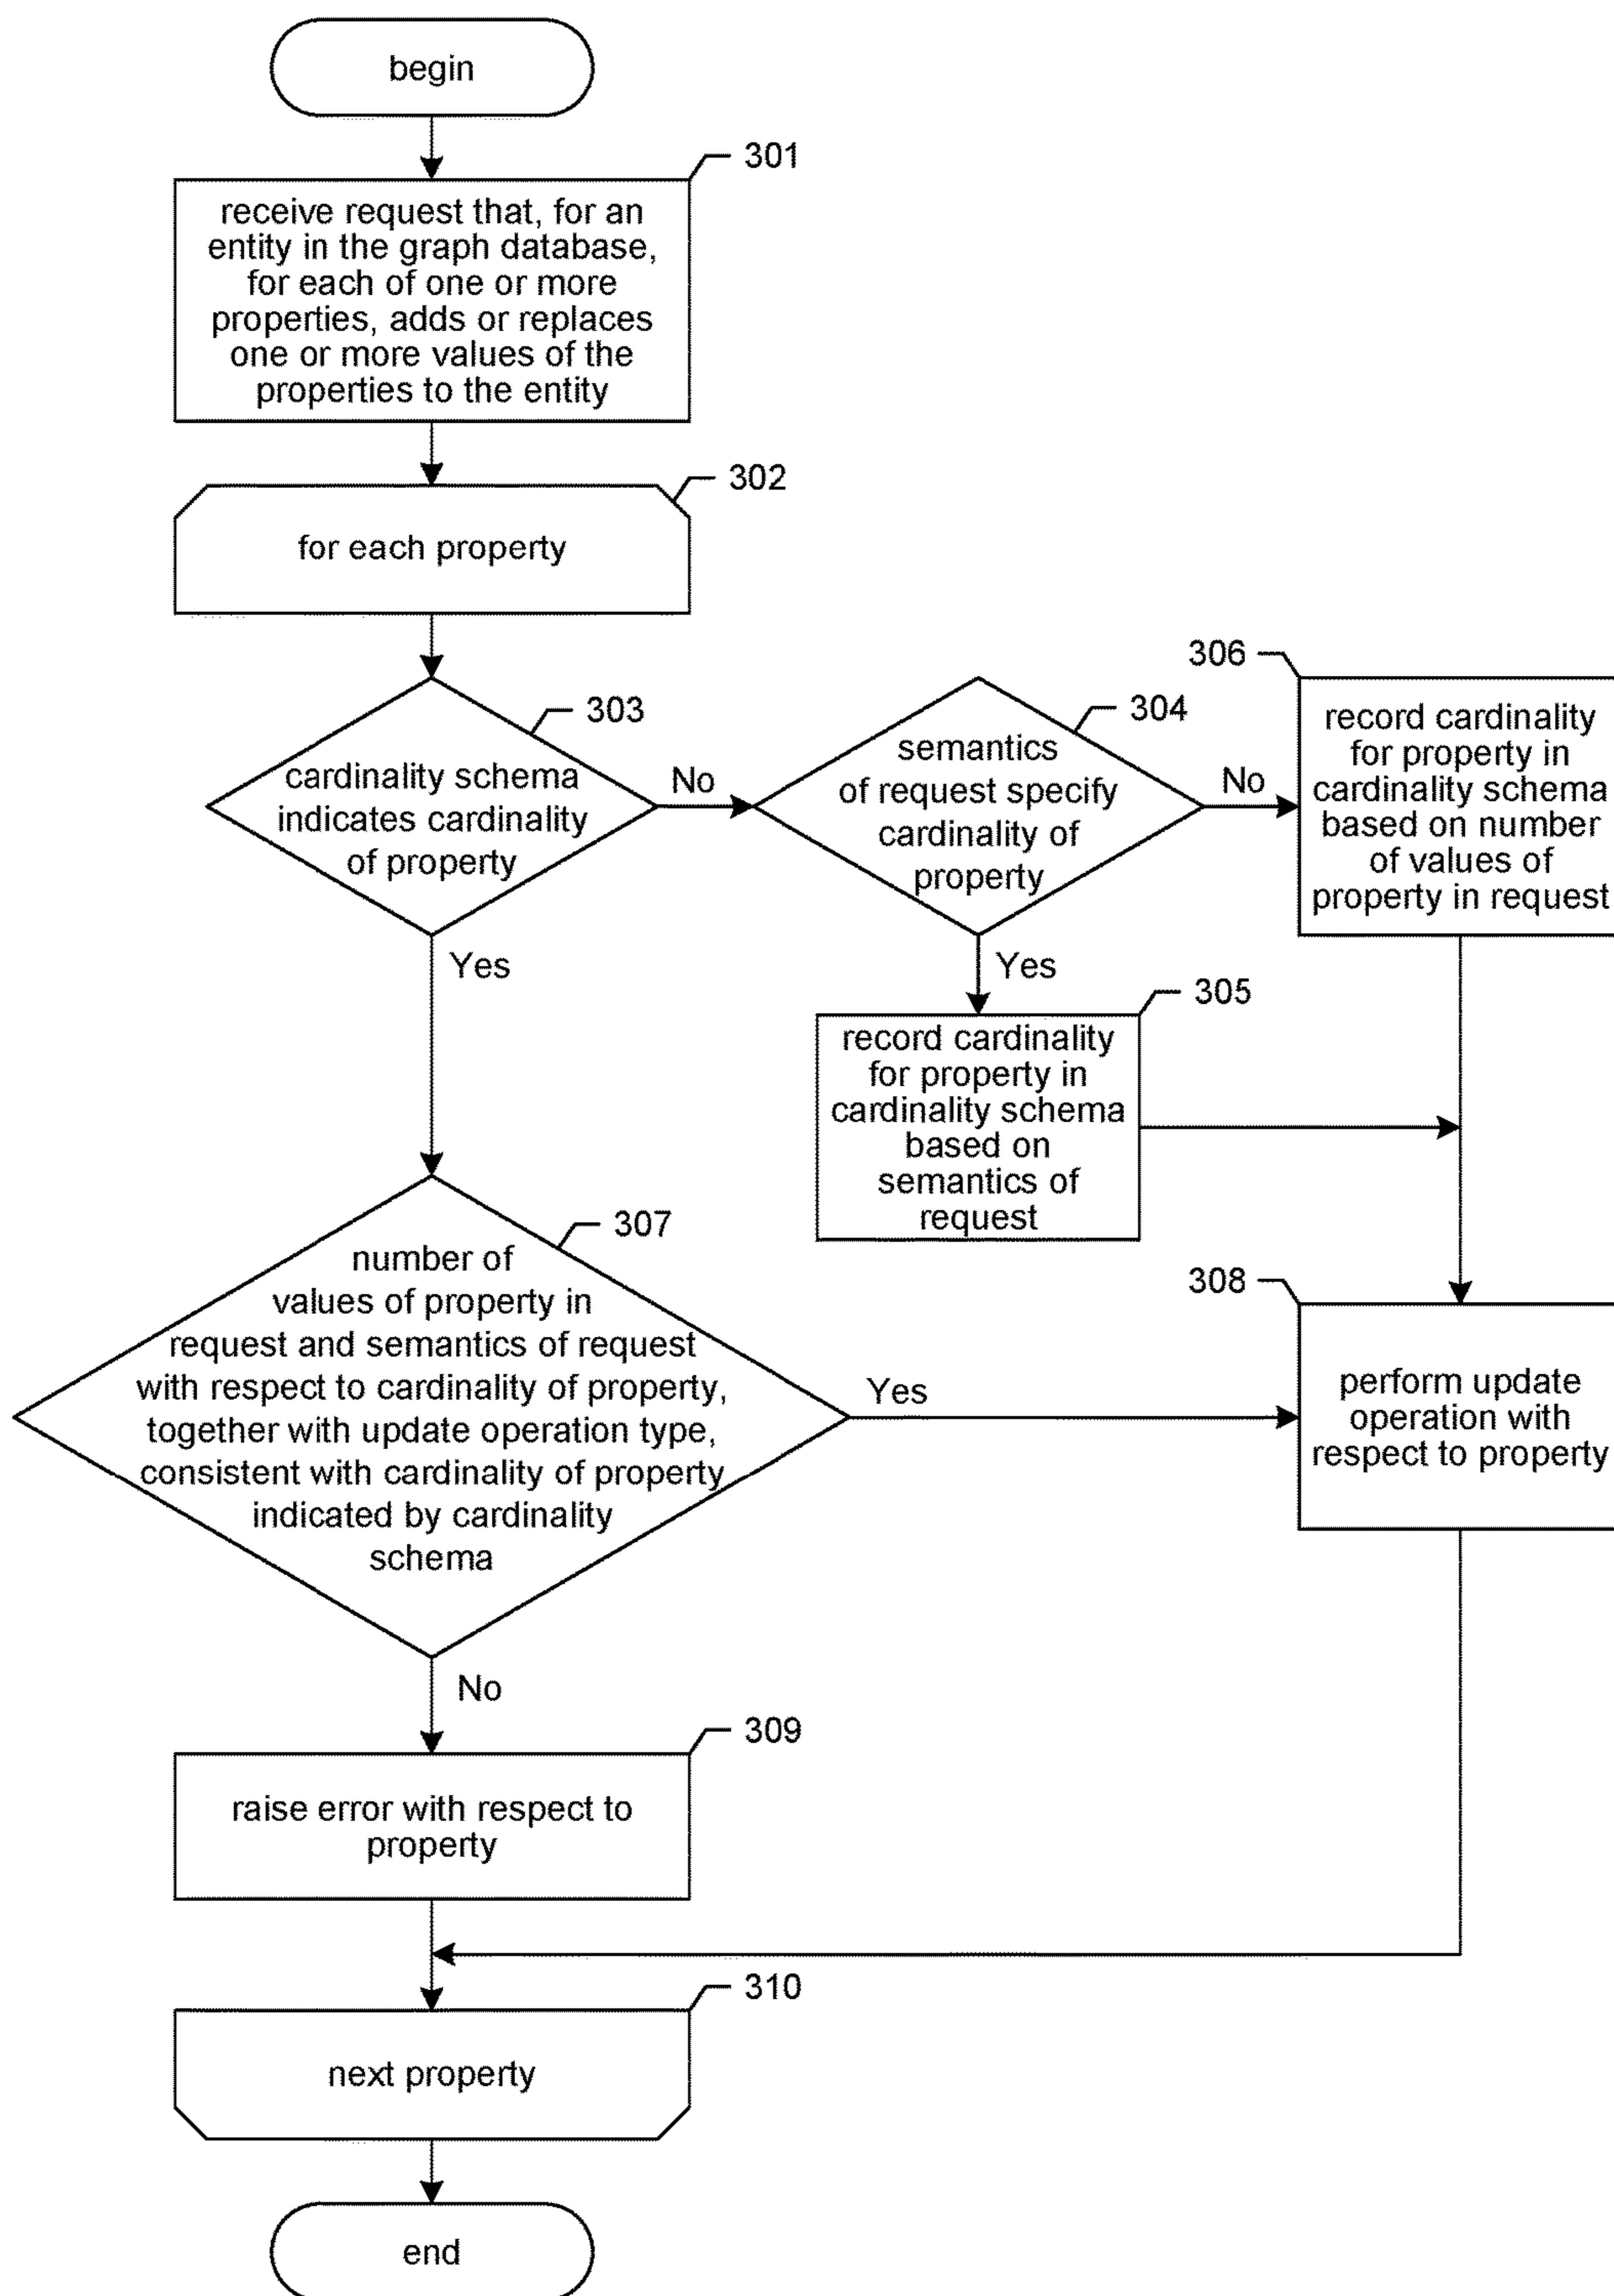 begin
301
receive request that, for an
entity in the graph database,
for each of one or more
properties, adds or replaces
one or more values of the
properties to the entity
302
for each property
303
cardinality schema
indicates cardinality
of property
No
Yes
304
semantics
of request specify
cardinality of
property
No
Yes
306
record cardinality
for property in
cardinality schema
based on number
of values of
property in request
305
record cardinality
for property in
cardinality schema
based on
semantics of
request
307
number of
values of property in
request and semantics of request
with respect to cardinality of property,
together with update operation type,
consistent with cardinality of property
indicated by cardinality
schema
Yes
No
308
perform update
operation with
respect to property
309
raise error with respect to
property
310
next property
end